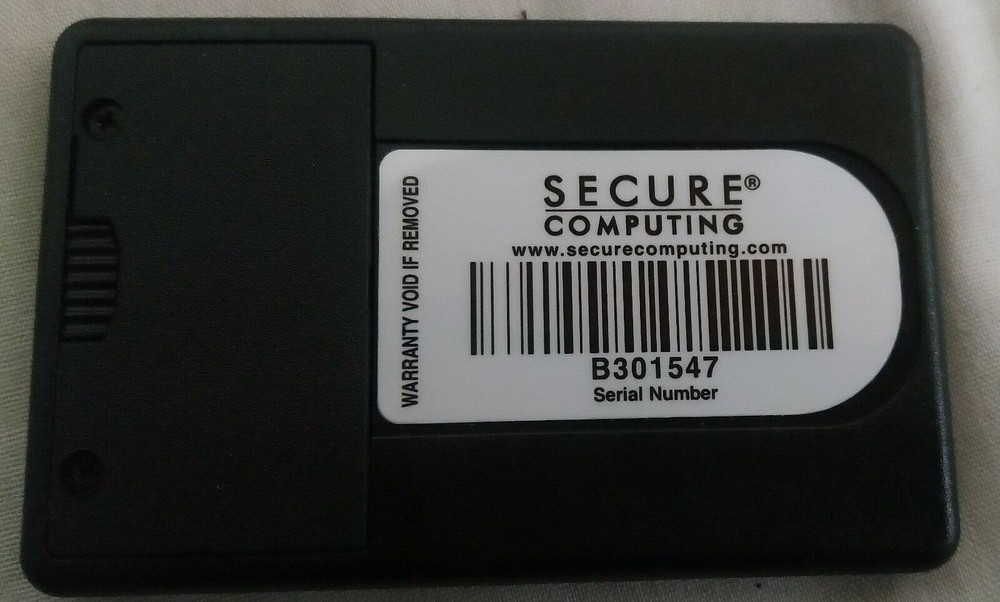 WARRANTY VOID IF REMOVED
SECURE®
COMPUTING
www.securecomputing.com
B301547
Serial Number